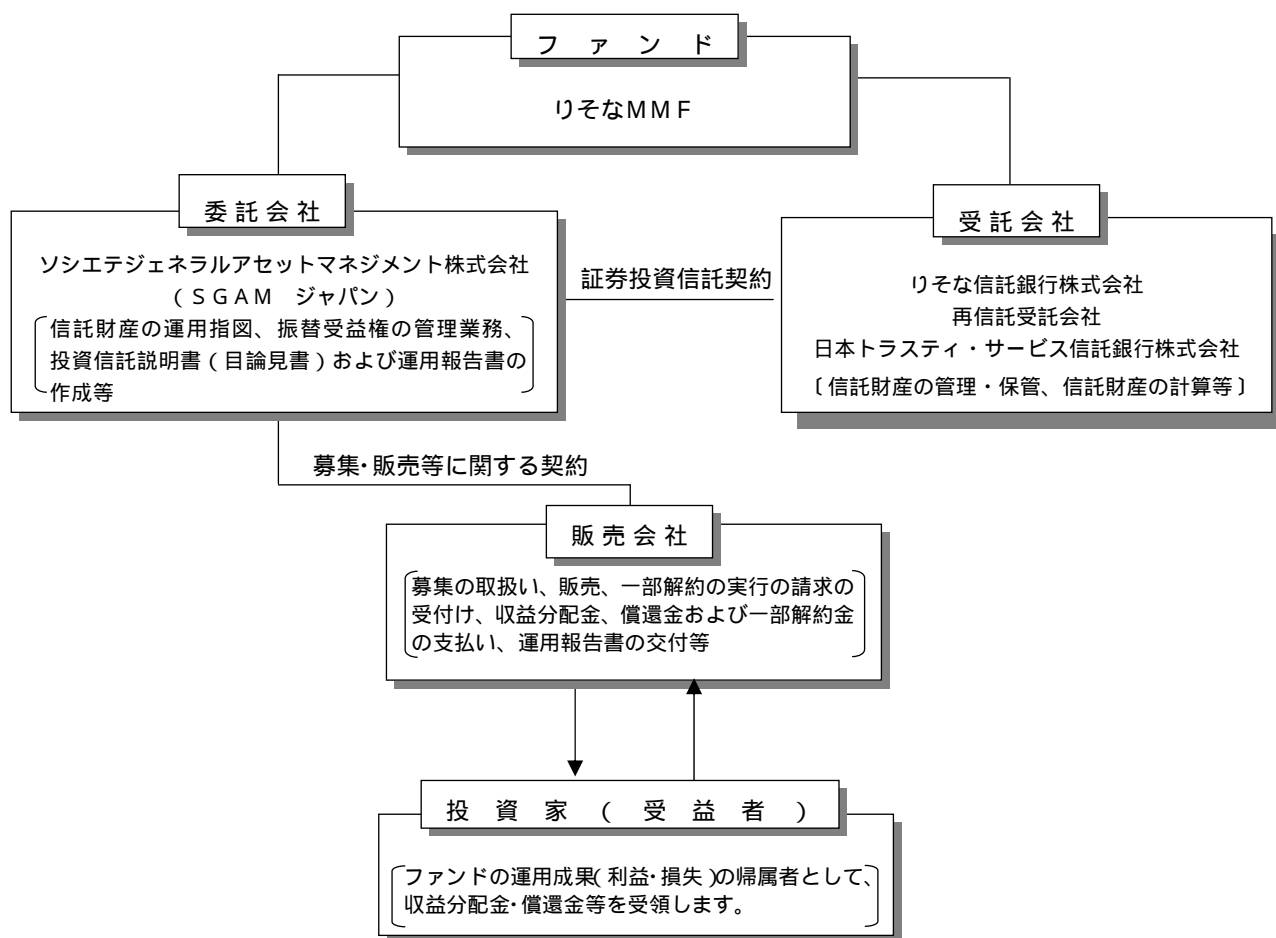 ファンド
りそなMMF
委託会社
ソシエテジェネラルアセットマネジメント株式会社
(SGAM ジャパン)
信託財産の運用指図、振替受益権の管理業務、
投資信託説明書(目論見書)および運用報告書の
作成等
証券投資信託契約
受託会社
りそな信託銀行株式会社
再信託受託会社
日本トラスティ・サービス信託銀行株式会社
〔信託財産の管理・保管、信託財産の計算等〕
募集・販売等に関する契約
販売会社
募集の取扱い、販売、一部解約の実行の請求の
受付け、収益分配金、償還金および一部解約金
の支払い、運用報告書の交付等
投資家(受益者)
ファンドの運用成果(利益・損失)の帰属者として、
収益分配金・償還金等を受領します。